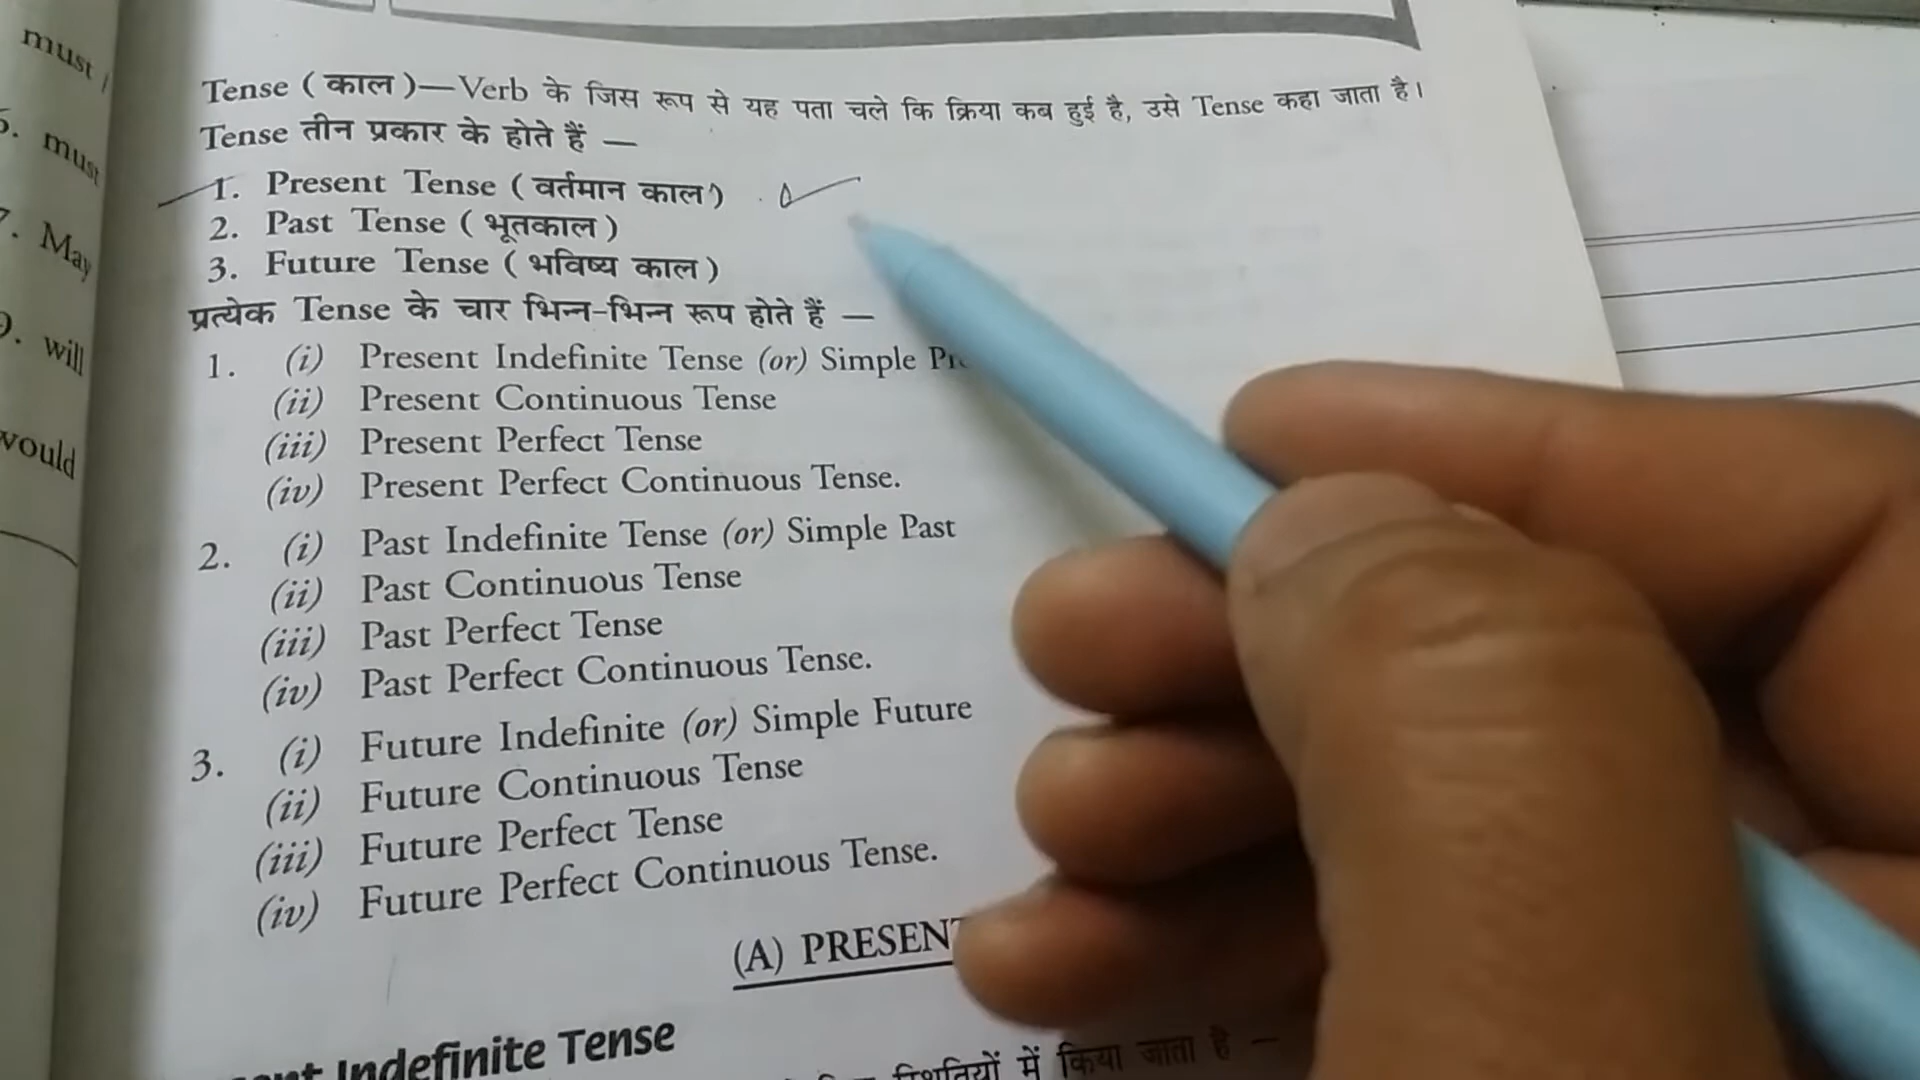 must /
5. must
7. May
9. will
would
Tense ( काल )—Verb के जिस रूप से यह पता चले कि क्रिया कब हुई है, उसे Tense कहा जाता है।
Tense तीन प्रकार के होते हैं —
1. Present Tense ( वर्तमान काल )
2. Past Tense ( भूतकाल )
3. Future Tense ( भविष्य काल )
प्रत्येक Tense के चार भिन्न-भिन्न रूप होते हैं —
1. (i) Present Indefinite Tense (or) Simple
(ii) Present Continuous Tense
(iii) Present Perfect Tense
(iv) Present Perfect Continuous Tense.
2. (i) Past Indefinite Tense (or) Simple Past
(ii) Past Continuous Tense
(iii) Past Perfect Tense
(iv) Past Perfect Continuous Tense.
3. (i) Future Indefinite (or) Simple Future
(ii) Future Continuous Tense
(iii) Future Perfect Tense
(iv) Future Perfect Continuous Tense.
(A) PRESENT
Indefinite Tense
में किया जाता है —